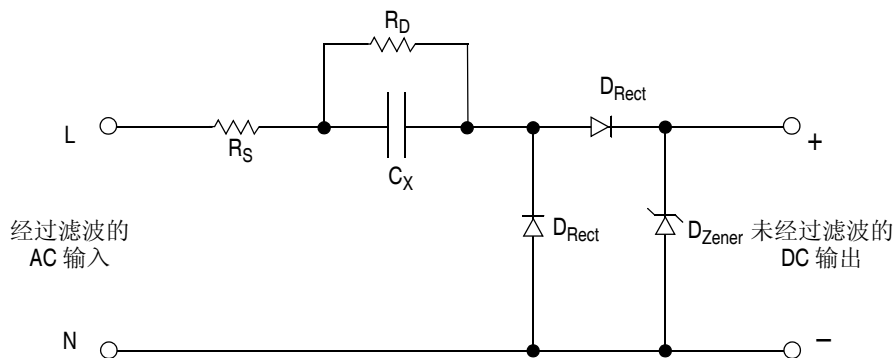 R_D
D_Rect
L
R_S
C_X
+
经过滤波的
AC 输入
D_Rect
D_Zener
未经过滤波的
DC 输出
N
−